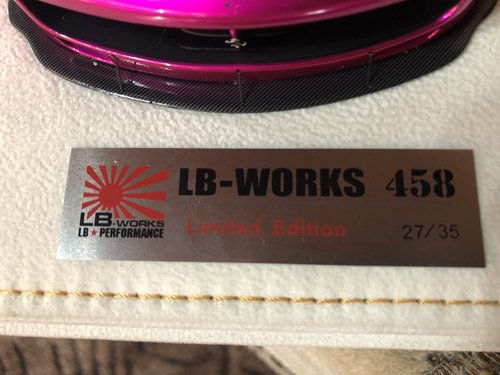 LB-WORKS 458
LB-WORKS
LB★PERFORMANCE
Limited Edition
27/35